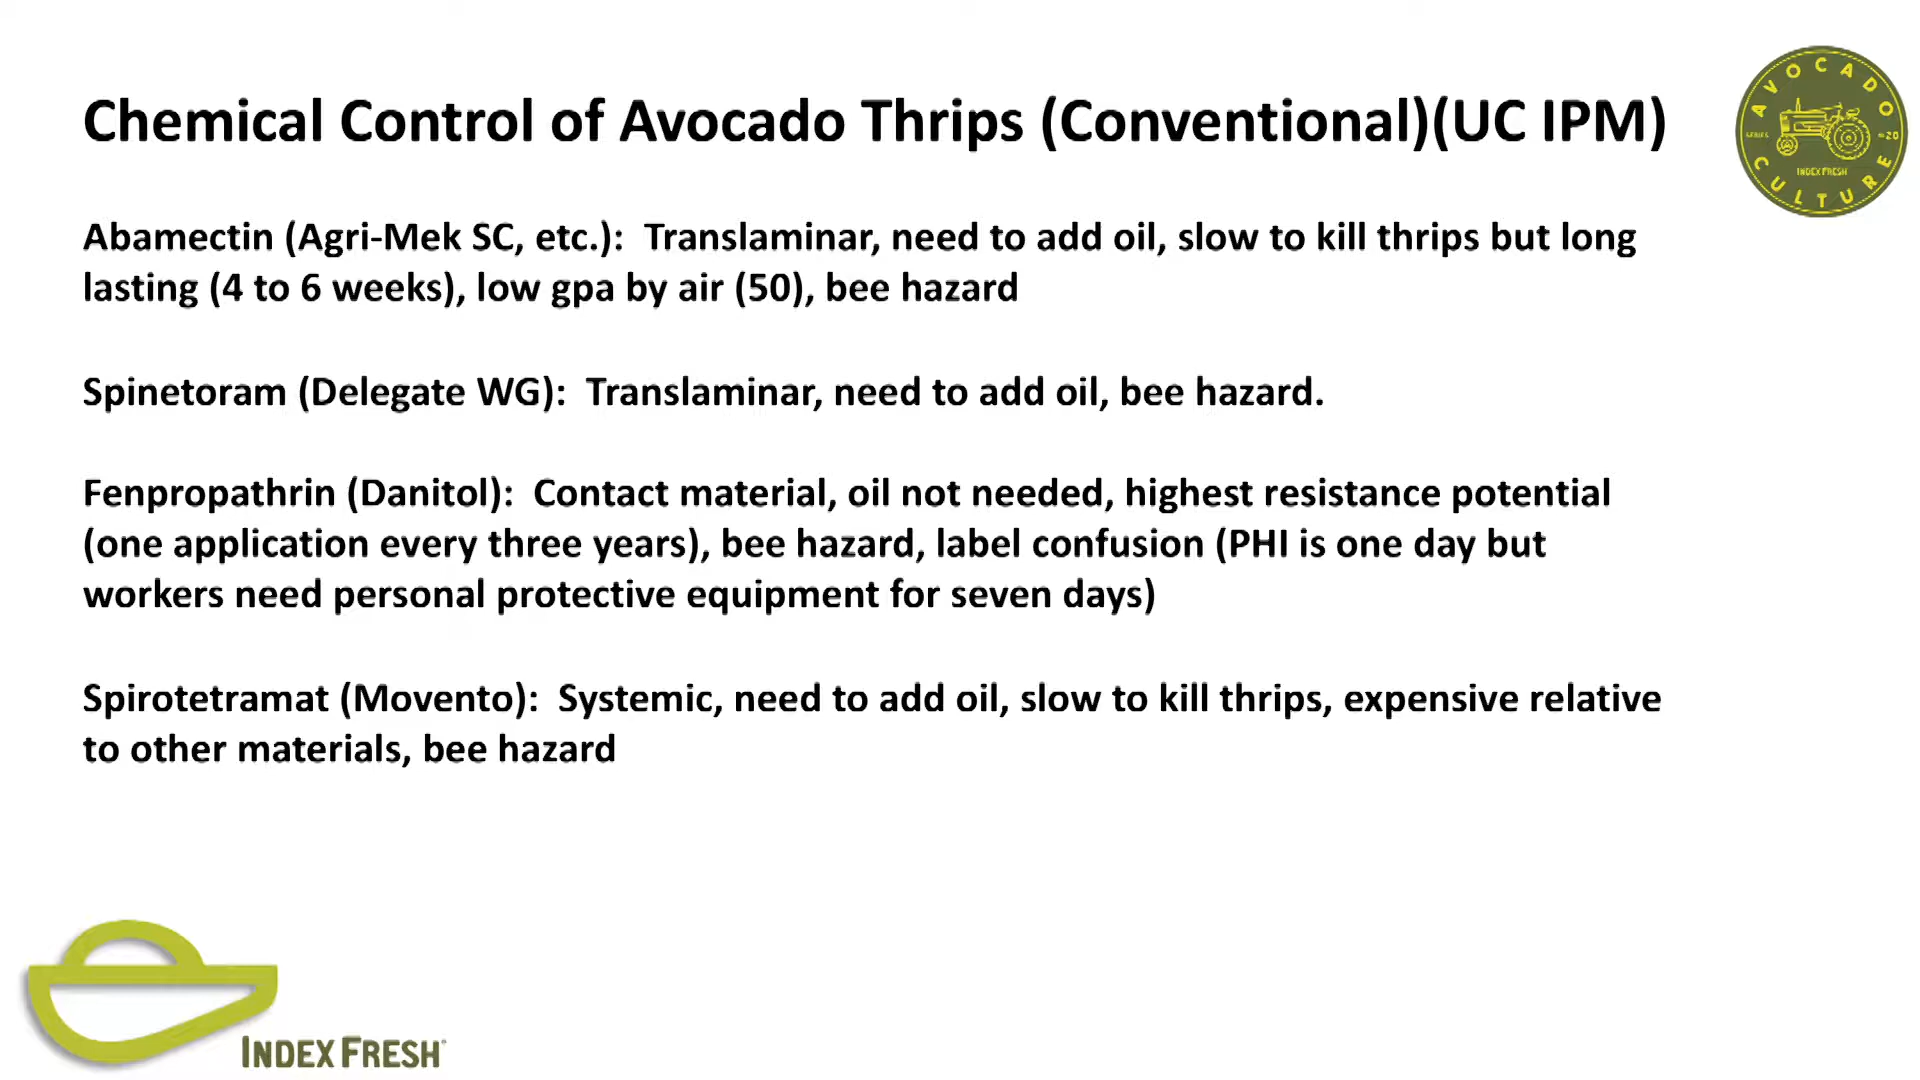 Chemical Control of Avocado Thrips (Conventional)(UC IPM)
AVOCADO
SERIES
INDEX FRESH
CULTURE
Abamectin (Agri-Mek SC, etc.):  Translaminar, need to add oil, slow to kill thrips but long
lasting (4 to 6 weeks), low gpa by air (50), bee hazard
Spinetoram (Delegate WG):  Translaminar, need to add oil, bee hazard.
Fenpropathrin (Danitol):  Contact material, oil not needed, highest resistance potential
(one application every three years), bee hazard, label confusion (PHI is one day but
workers need personal protective equipment for seven days)
Spirotetramat (Movento):  Systemic, need to add oil, slow to kill thrips, expensive relative
to other materials, bee hazard
INDEX FRESH